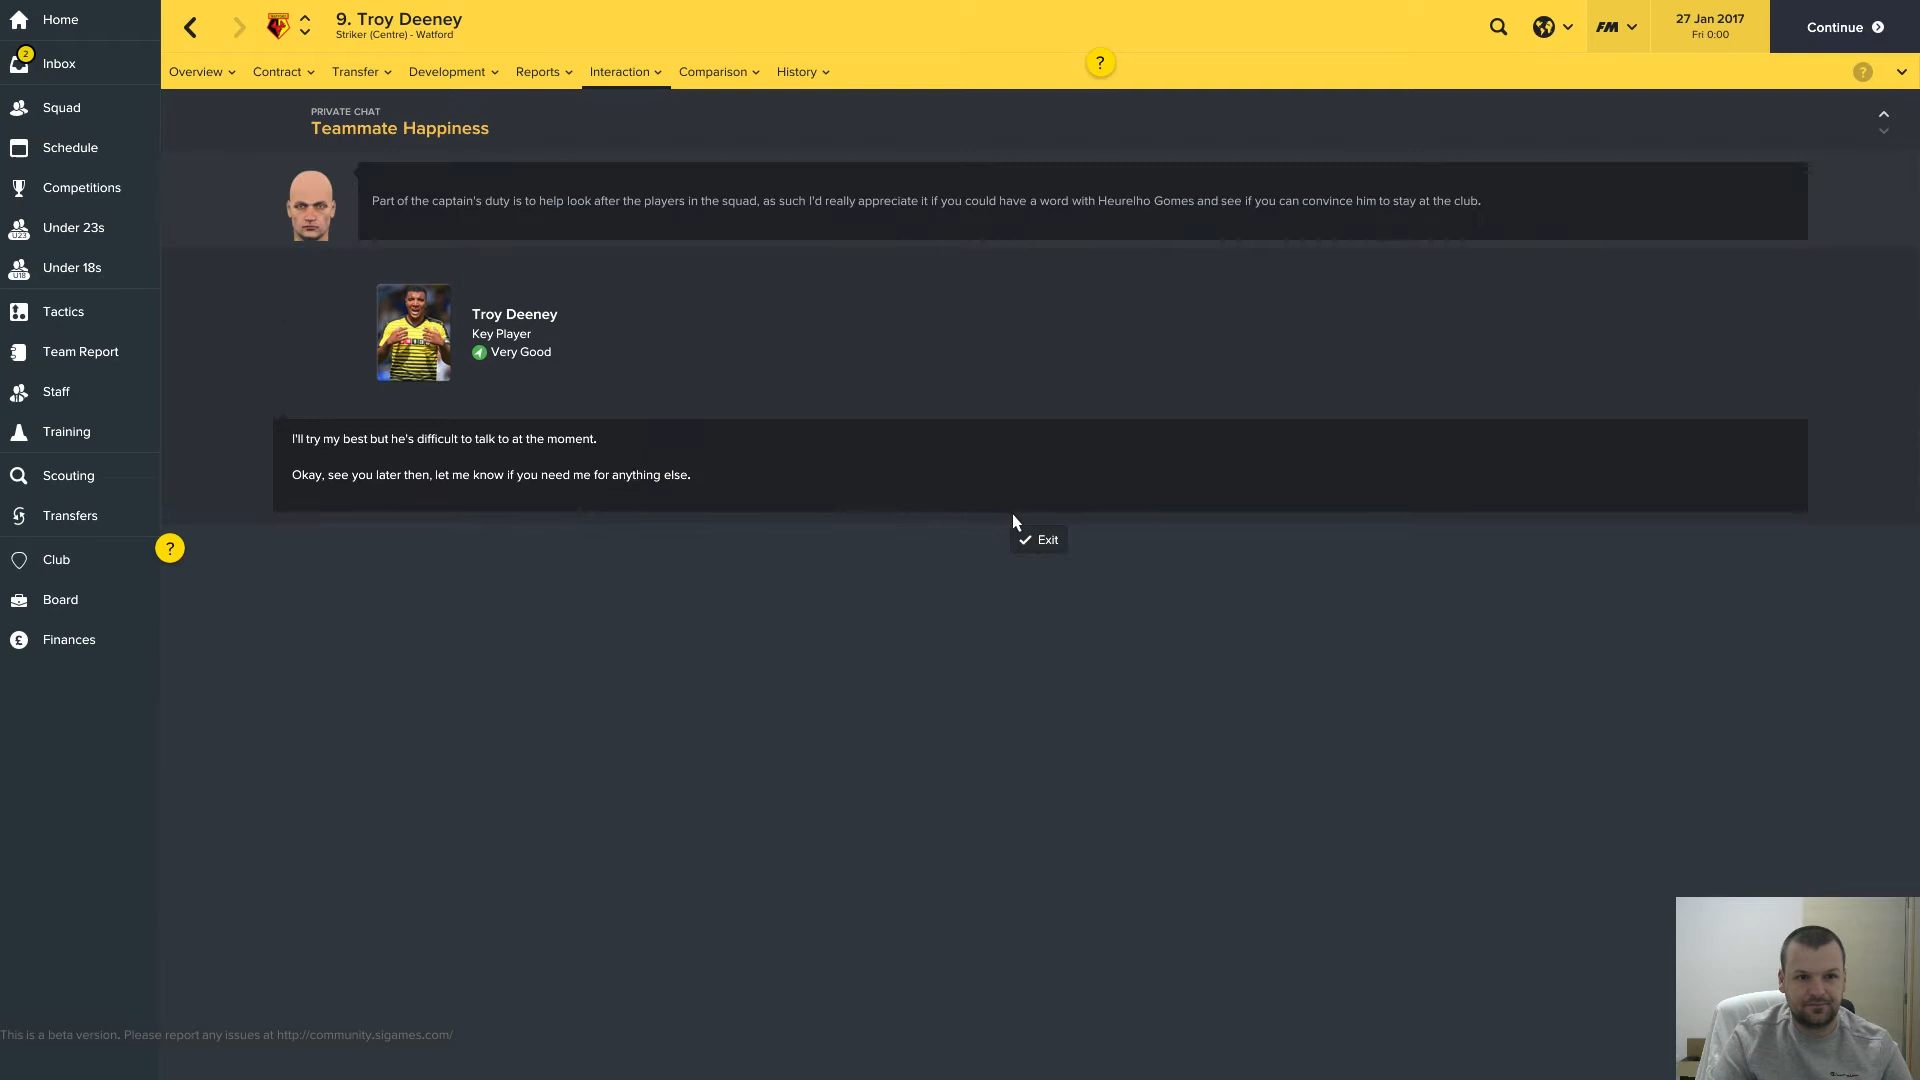 Home
2
Inbox
Squad
Schedule
Competitions
Under 23s
U23
Under 18s
U18
Tactics
Team Report
Staff
Training
Scouting
Transfers
?
Club
Board
Finances
9. Troy Deeney
Striker (Centre) - Watford
FM
27 Jan 2017
Fri 0:00
Continue
Overview
Contract
Transfer
Development
Reports
Interaction
Comparison
History
?
?
PRIVATE CHAT
Teammate Happiness
Part of the captain's duty is to help look after the players in the squad, as such I'd really appreciate it if you could have a word with Heurelho Gomes and see if you can convince him to stay at the club.
Troy Deeney
Key Player
Very Good
I'll try my best but he's difficult to talk to at the moment.
Okay, see you later then, let me know if you need me for anything else.
Exit
This is a beta version. Please report any issues at http://community.sigames.com/